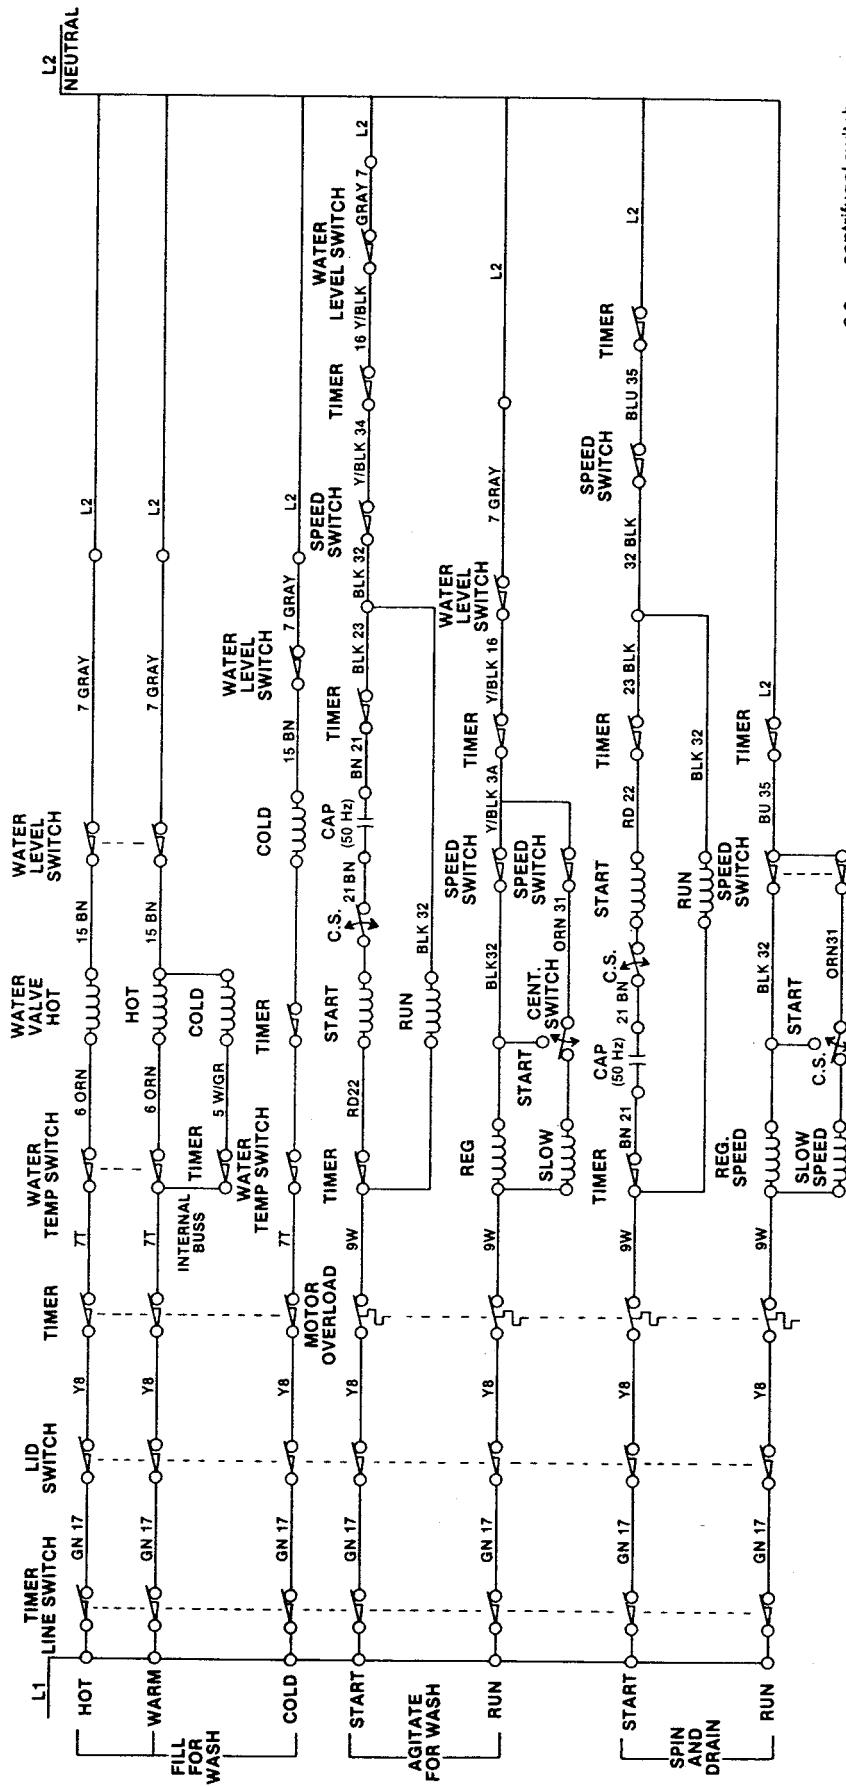 L1
TIMER
LINE SWITCH
LID
SWITCH
TIMER
WATER
TEMP SWITCH
WATER
VALVE
HOT
WATER
LEVEL
SWITCH
L2
NEUTRAL
FILL
FOR
WASH
HOT
GN 17
Y8
7T
6 ORN
15 BN
7 GRAY
L2
WARM
GN 17
Y8
7T
6 ORN
HOT
15 BN
7 GRAY
L2
INTERNAL
BUSS
TIMER
5 W/GR
COLD
COLD
GN 17
Y8
7T
WATER
TEMP SWITCH
TIMER
COLD
15 BN
WATER
LEVEL
SWITCH
7 GRAY
L2
AGITATE
FOR WASH
START
GN 17
Y8
MOTOR
OVERLOAD
9W
TIMER
RD22
START
C.S.
21 BN
CAP
(50 Hz)
BN 21
TIMER
BLK 23
BLK 32
SPEED
SWITCH
Y/BLK 34
TIMER
16 Y/BLK
WATER
LEVEL SWITCH
GRAY 7
L2
RUN
BLK 32
RUN
GN 17
Y8
9W
REG
BLK32
SPEED
SWITCH
Y/BLK 3A
TIMER
Y/BLK 16
WATER
LEVEL
SWITCH
7 GRAY
L2
START
SLOW
CENT.
SWITCH
ORN 31
SPEED
SWITCH
SPIN
AND
DRAIN
START
GN 17
Y8
9W
TIMER
BN 21
CAP
(50 Hz)
21 BN
C.S.
START
RD 22
TIMER
23 BLK
32 BLK
SPEED
SWITCH
BLU 35
TIMER
L2
RUN
BLK 32
RUN
GN 17
Y8
9W
REG.
SPEED
BLK 32
SPEED
SWITCH
BU 35
TIMER
L2
START
SLOW
SPEED
C.S.
ORN31